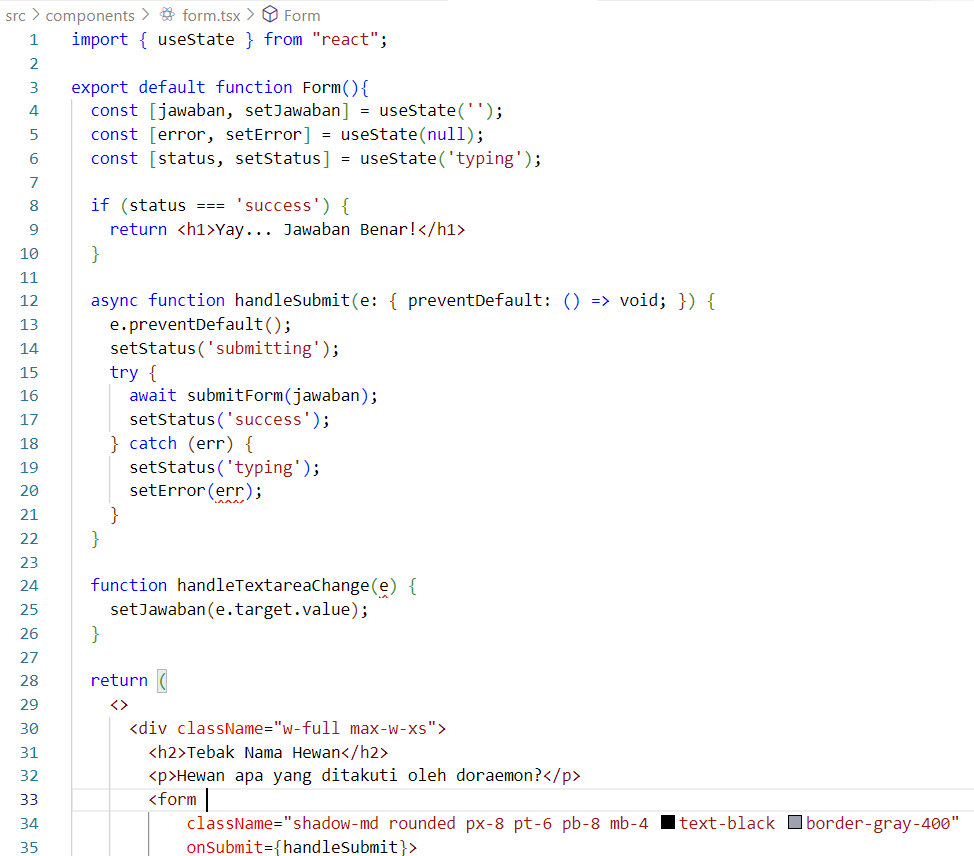 src > components > form.tsx > Form
1 import { useState } from "react";
2
3 export default function Form(){
4   const [jawaban, setJawaban] = useState('');
5   const [error, setError] = useState(null);
6   const [status, setStatus] = useState('typing');
7
8   if (status === 'success') {
9     return <h1>Yay... Jawaban Benar!</h1>
10   }
11
12   async function handleSubmit(e: { preventDefault: () => void; }) {
13     e.preventDefault();
14     setStatus('submitting');
15     try {
16       await submitForm(jawaban);
17       setStatus('success');
18     } catch (err) {
19       setStatus('typing');
20       setError(err);
21     }
22   }
23
24   function handleTextareaChange(e) {
25     setJawaban(e.target.value);
26   }
27
28   return (
29     <>
30       <div className="w-full max-w-xs">
31         <h2>Tebak Nama Hewan</h2>
32         <p>Hewan apa yang ditakuti oleh doraemon?</p>
33         <form
34             className="shadow-md rounded px-8 pt-6 pb-8 mb-4 text-black border-gray-400"
35             onSubmit={handleSubmit}>